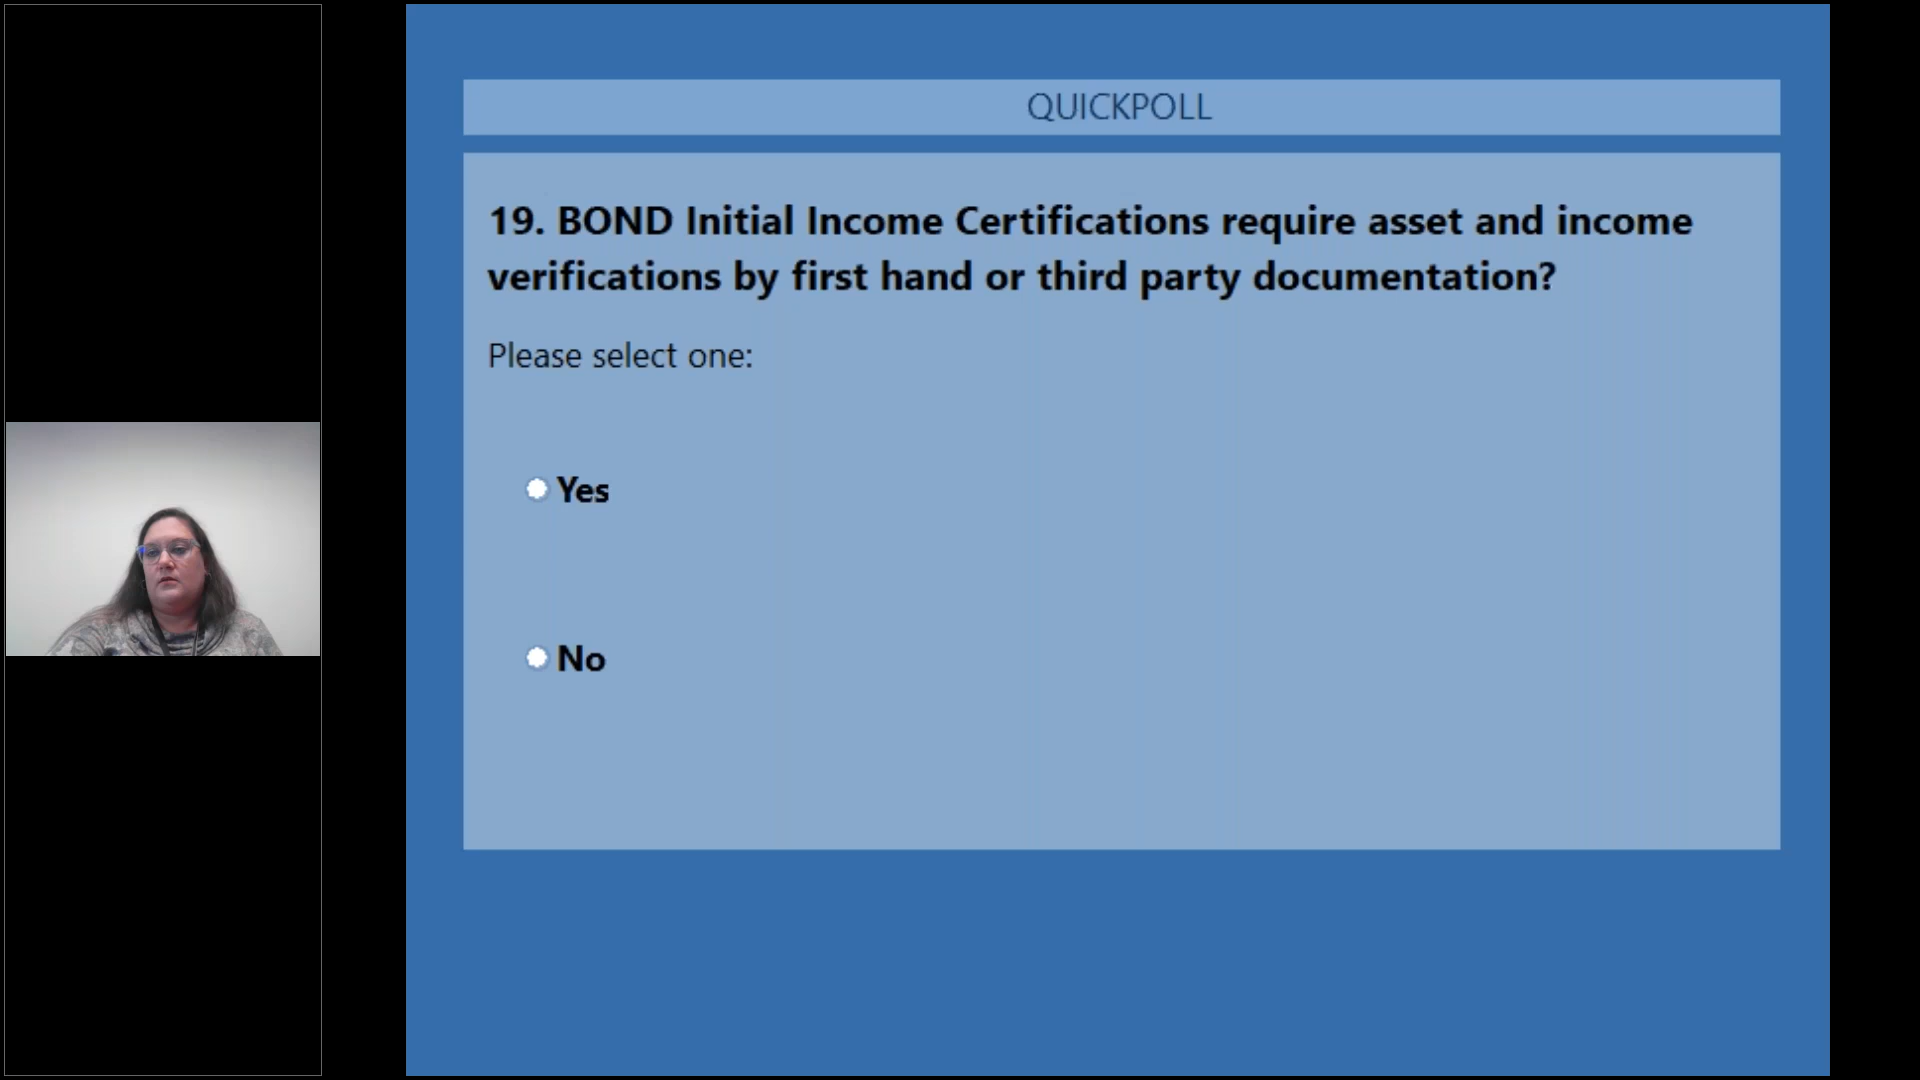 QUICKPOLL
19. BOND Initial Income Certifications require asset and income
verifications by first hand or third party documentation?
Please select one:
Yes
No